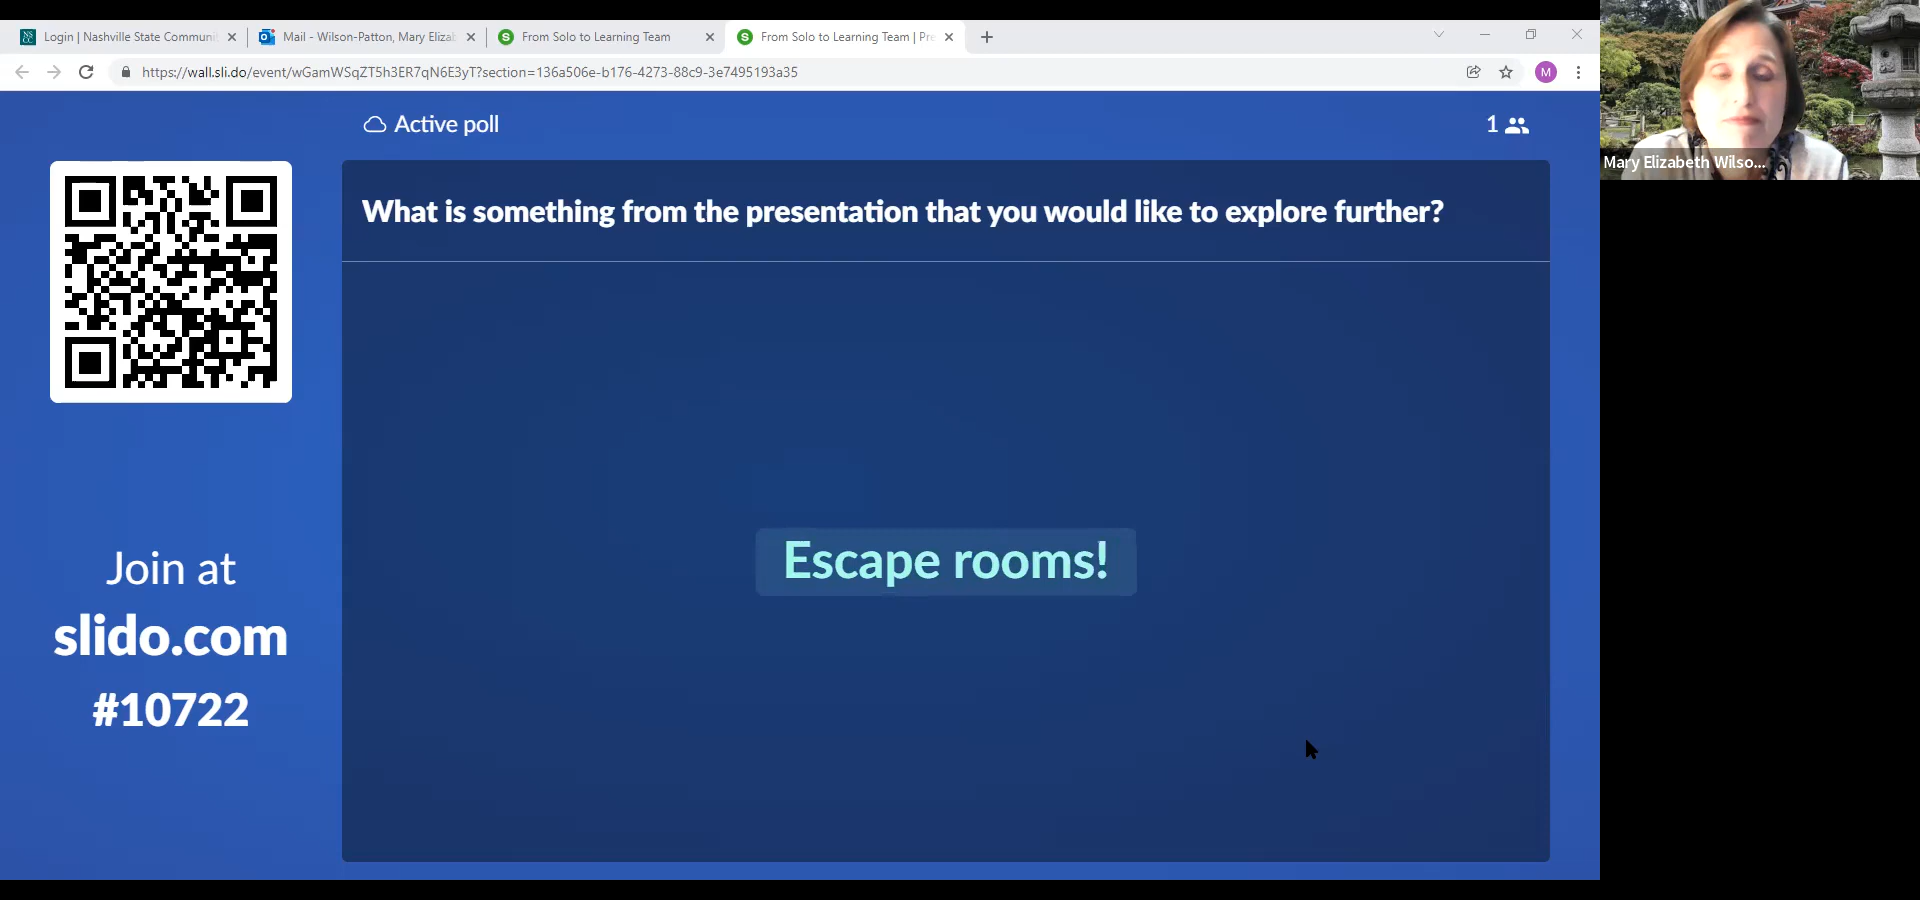 Login | Nashville State Communi
Mail - Wilson-Patton, Mary Elizab
From Solo to Learning Team
From Solo to Learning Team | Pre
https://wall.sli.do/event/wGamWSqZT5h3ER7qN6E3yT?section=136a506e-b176-4273-88c9-3e7495193a35
M
Mary Elizabeth Wilso...
Active poll
1
What is something from the presentation that you would like to explore further?
Escape rooms!
Join at
slido.com
#10722